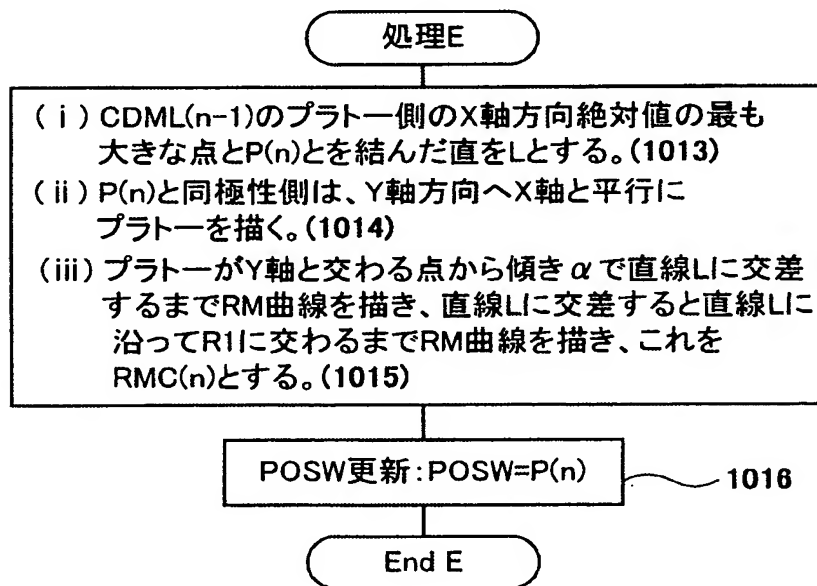 処理E
(ⅰ) CDML(n-1)のプラトー側のX軸方向絶対値の最も
大きな点とP(n)とを結んだ直をLとする。(1013)
(ⅱ) P(n)と同極性側は、Y軸方向へX軸と平行に
プラトーを描く。(1014)
(ⅲ) プラトーがY軸と交わる点から傾きαで直線Lに交差
するまでRM曲線を描き、直線Lに交差すると直線Lに
沿ってR1に交わるまでRM曲線を描き、これを
RMC(n)とする。(1015)
POSW更新:POSW=P(n)
1016
End E